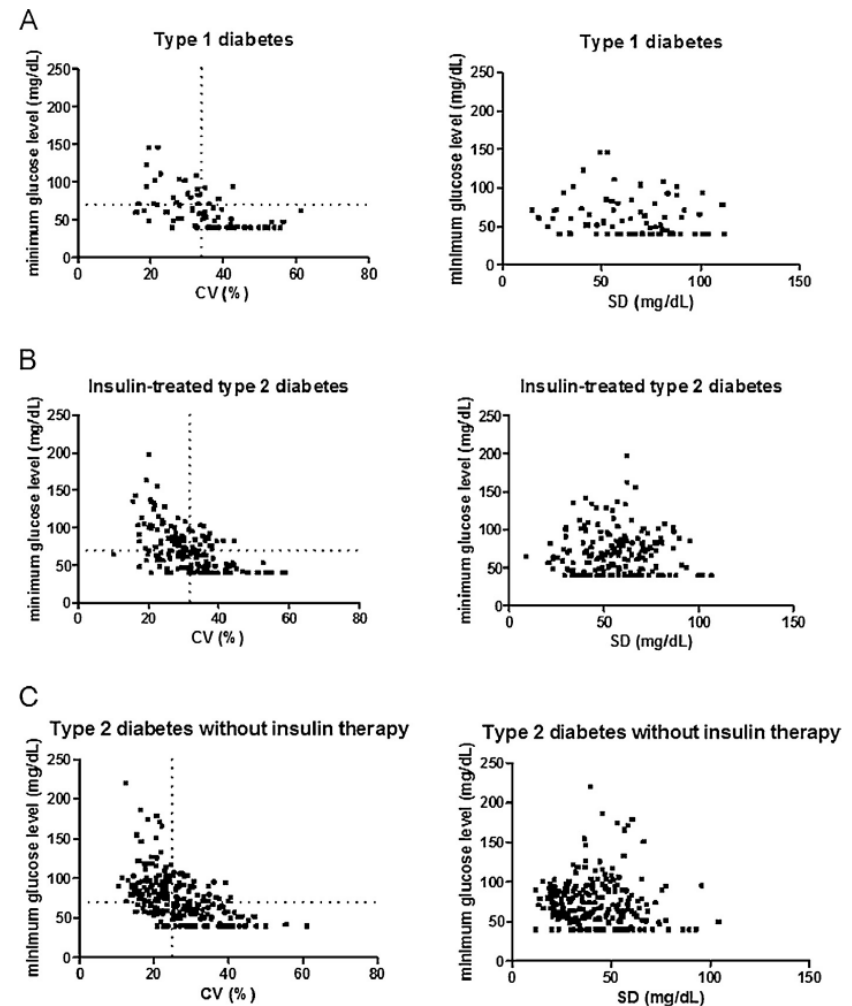 A
Type 1 diabetes
minimum glucose level (mg/dL)
250
200
150
100
50
0
0 20 40 60 80
CV (%)
Type 1 diabetes
minimum glucose level (mg/dL)
250
200
150
100
50
0
0 50 100 150
SD (mg/dL)
B
Insulin-treated type 2 diabetes
minimum glucose level (mg/dL)
250
200
150
100
50
0
0 20 40 60 80
CV (%)
Insulin-treated type 2 diabetes
minimum glucose level (mg/dL)
250
200
150
100
50
0
0 50 100 150
SD (mg/dL)
C
Type 2 diabetes without insulin therapy
minimum glucose level (mg/dL)
250
200
150
100
50
0
0 20 40 60 80
CV (%)
Type 2 diabetes without insulin therapy
minimum glucose level (mg/dL)
250
200
150
100
50
0
0 50 100 150
SD (mg/dL)